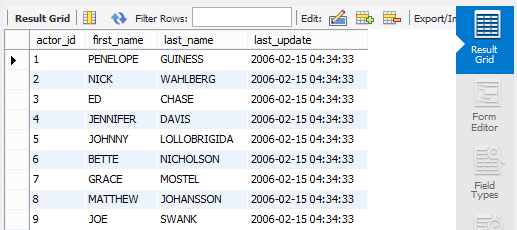 Result Grid Filter Rows: Edit: Export/Im
actor_id first_name last_name last_update
1 PENELOPE GUINESS 2006-02-15 04:34:33
2 NICK WAHLBERG 2006-02-15 04:34:33
3 ED CHASE 2006-02-15 04:34:33
4 JENNIFER DAVIS 2006-02-15 04:34:33
5 JOHNNY LOLLOBRIGIDA 2006-02-15 04:34:33
6 BETTE NICHOLSON 2006-02-15 04:34:33
7 GRACE MOSTEL 2006-02-15 04:34:33
8 MATTHEW JOHANSSON 2006-02-15 04:34:33
9 JOE SWANK 2006-02-15 04:34:33
Result
Grid
Form
Editor
Field
Types